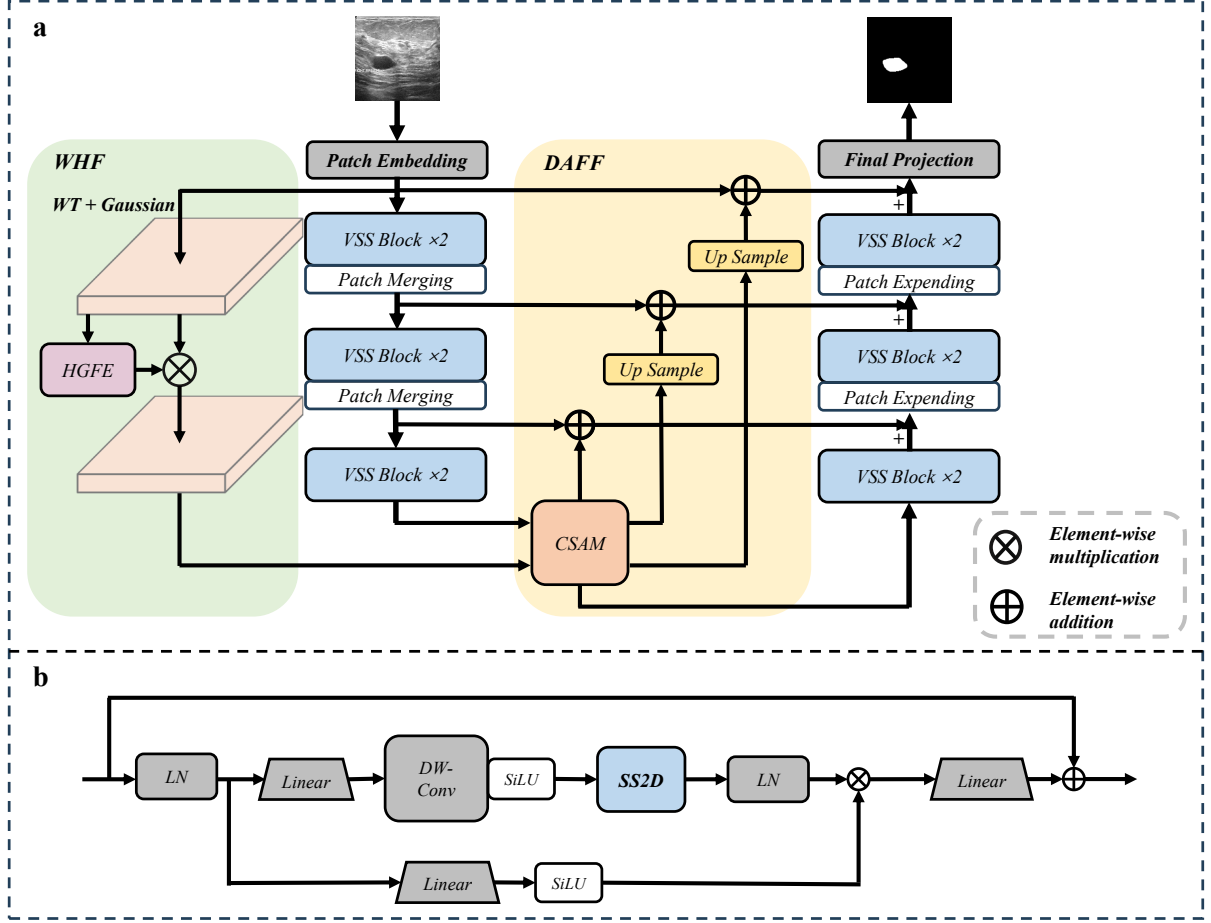 a
WHF
Patch Embedding
DAFF
Final Projection
WT + Gaussian
+
VSS Block ×2
VSS Block ×2
Up Sample
Patch Merging
Patch Expending
+
HGFE
VSS Block ×2
Up Sample
VSS Block ×2
Patch Merging
Patch Expending
+
VSS Block ×2
VSS Block ×2
CSAM
Element-wise
multiplication
Element-wise
addition
b
LN
Linear
DW-
Conv
SiLU
SS2D
LN
Linear
Linear
SiLU